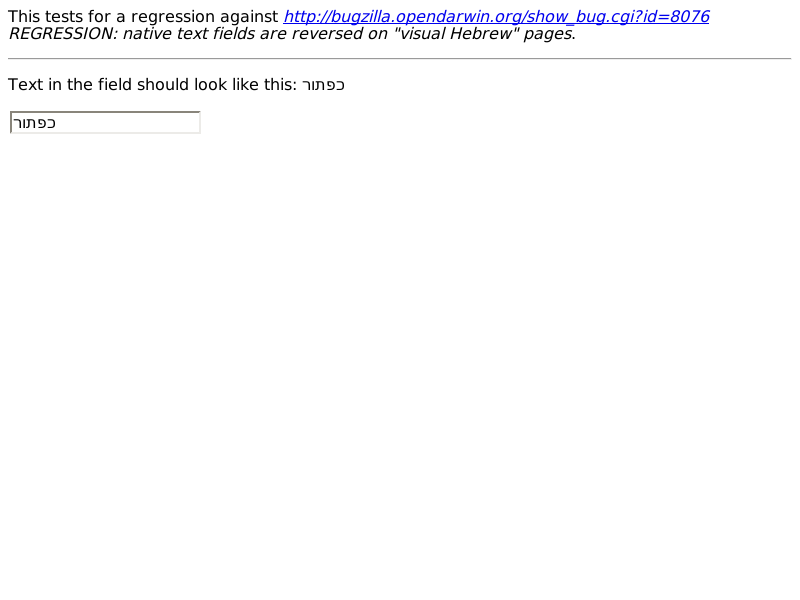 This tests for a regression against http://bugzilla.opendarwin.org/show_bug.cgi?id=8076
REGRESSION: native text fields are reversed on "visual Hebrew" pages.
Text in the field should look like this: כפתור
כפתור